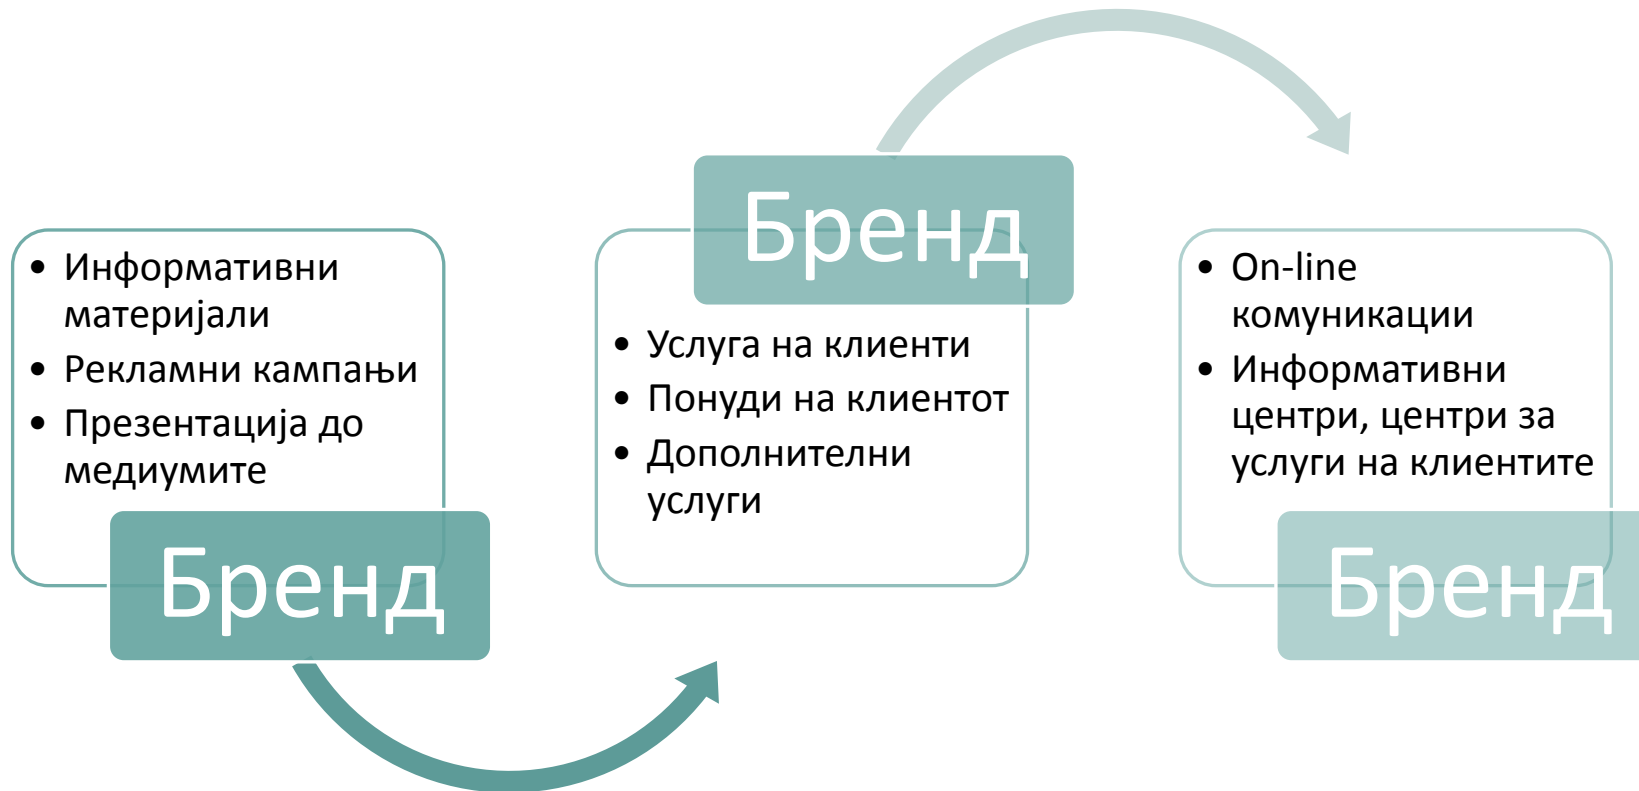 • Информативни
материјали
• Рекламни кампањи
• Презентација до
медиумите
Бренд
Бренд
• Услуга на клиенти
• Понуди на клиентот
• Дополнителни
услуги
• On-line
комуникации
• Информативни
центри, центри за
услуги на клиентите
Бренд